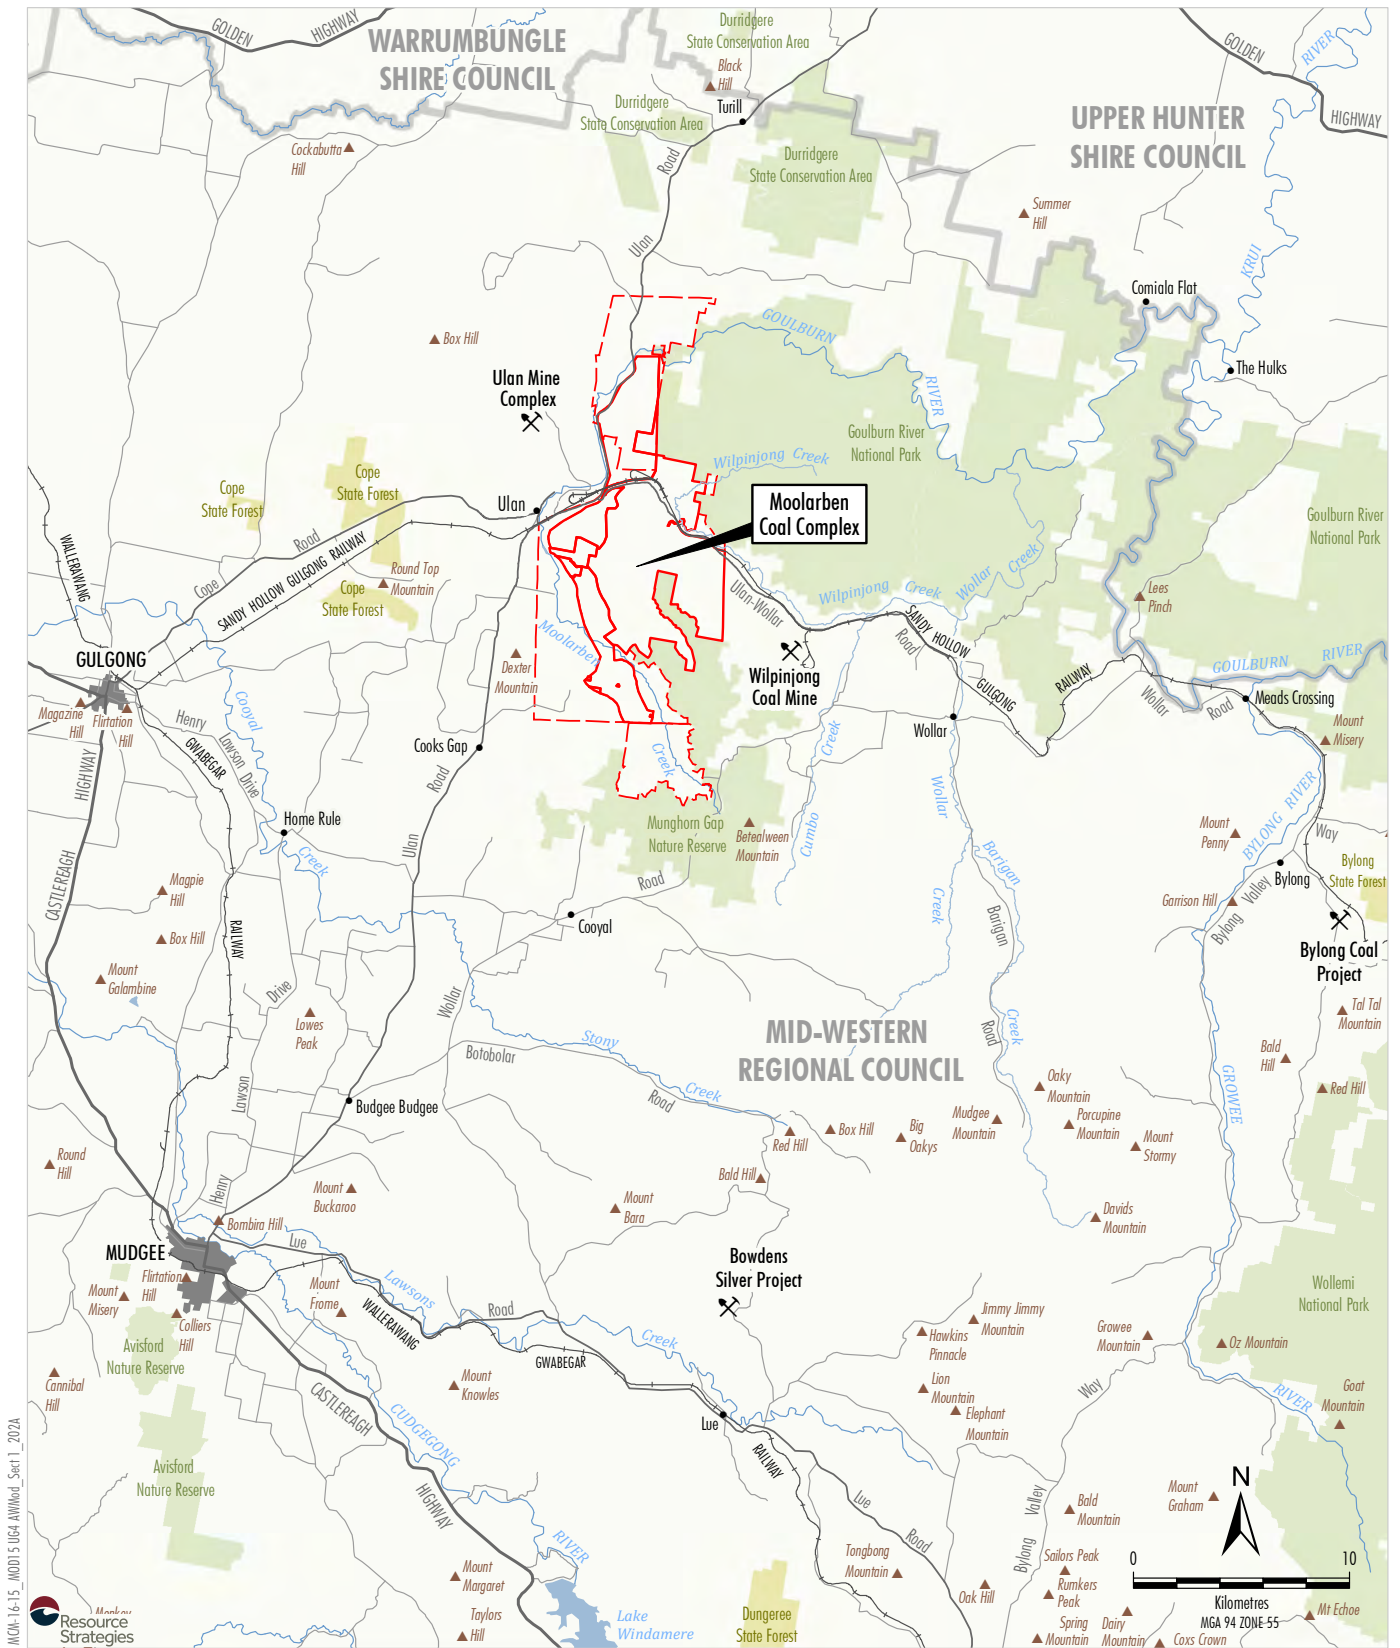 GOLDEN
HIGHWAY
WARRUMBUNGLE
SHIRE COUNCIL
Durridgere
State Conservation Area
Black
Hill
Turill
Durridgere
State Conservation Area
GOLDEN
HIGHWAY
RIVER
UPPER HUNTER
SHIRE COUNCIL
Cockabutta
Hill
Road
Durridgere
State Conservation Area
Summer
Hill
Ulan
KRUI
Comiala Flat
Box Hill
GOULBURN
RIVER
The Hulks
Ulan Mine
Complex
Goulburn River
National Park
Wilpinjong Creek
Cope
State Forest
Cope
State Forest
Ulan
Moolarben
Coal Complex
Goulburn River
National Park
WALLERAWANG
Road
Cope
SANDY HOLLOW GULGONG RAILWAY
Round Top
Mountain
Cope
State Forest
Ulan-Wollar
Wilpinjong
Creek
Wollar
Creek
Lees
Pinch
SANDY HOLLOW
Road
GULGONG
RAILWAY
Moolarben
Creek
GULGONG
Dexter
Mountain
Wilpinjong
Coal Mine
GOULBURN
RIVER
Wollar
Road
Meads Crossing
Magazine
Hill
Flirtation
Hill
Henry
Lawson
Drive
GWABEGAR
Cooyal
Creek
HIGHWAY
Cooks Gap
Wollar
Mount
Misery
Road
Ulan
Home Rule
Munghorn Gap
Nature Reserve
Betealween
Mountain
Cumbo
Creek
Wollar
Creek
Barigan
Creek
Mount
Penny
BYLONG RIVER
Way
Bylong
Bylong
State Forest
CASTLEREAGH
Magpie
Hill
Road
Cooyal
Barigan
Road
Garrison Hill
Bylong Valley
Bylong Coal
Project
Box Hill
RAILWAY
Mount
Galambine
Drive
Lowes
Peak
Wollar
Stony
Creek
MID-WESTERN
REGIONAL COUNCIL
Tal Tal
Mountain
Bald
Hill
Red Hill
Botobolar
Road
Lawson
Budgee Budgee
Oaky
Mountain
Mudgee
Mountain
Porcupine
Mountain
Mount
Stormy
GROWEE
Red Hill
Box Hill
Big
Oakys
Round
Hill
Bald Hill
Henry
Mount
Buckaroo
Mount
Bara
Davids
Mountain
Bombira Hill
MUDGEE
Lue
Bowdens
Silver Project
Flirtation
Hill
Mount
Misery
Colliers
Hill
Mount
Frome
Lawsons
Creek
WALLERAWANG
Road
GWABEGAR
Wollemi
National Park
Jimmy Jimmy
Mountain
Hawkins
Pinnacle
Growee
Mountain
Oz Mountain
Avisford
Nature Reserve
Cannibal
Hill
Mount
Knowles
Lion
Mountain
Elephant
Mountain
Way
RIVER
Goat
Mountain
CASTLEREAGH
CUDGEGONG
Lue
RAILWAY
Avisford
Nature Reserve
HIGHWAY
Lue
Road
Valley
Bylong
Bald
Mountain
Mount
Graham
N
RIVER
Tongbong
Mountain
Oak Hill
Sailors Peak
Rumkers
Peak
Spring
Mountain
Dairy
Mountain
Coxs Crown
Mt Echoe
0
10
Kilometres
MGA 94 ZONE 55
Mount
Margaret
Taylors
Hill
Lake
Windamere
Dungeree
State Forest
Resource
Strategies
MCM-16-15_MOD15 UG4 AWMod_Sect 1_202A